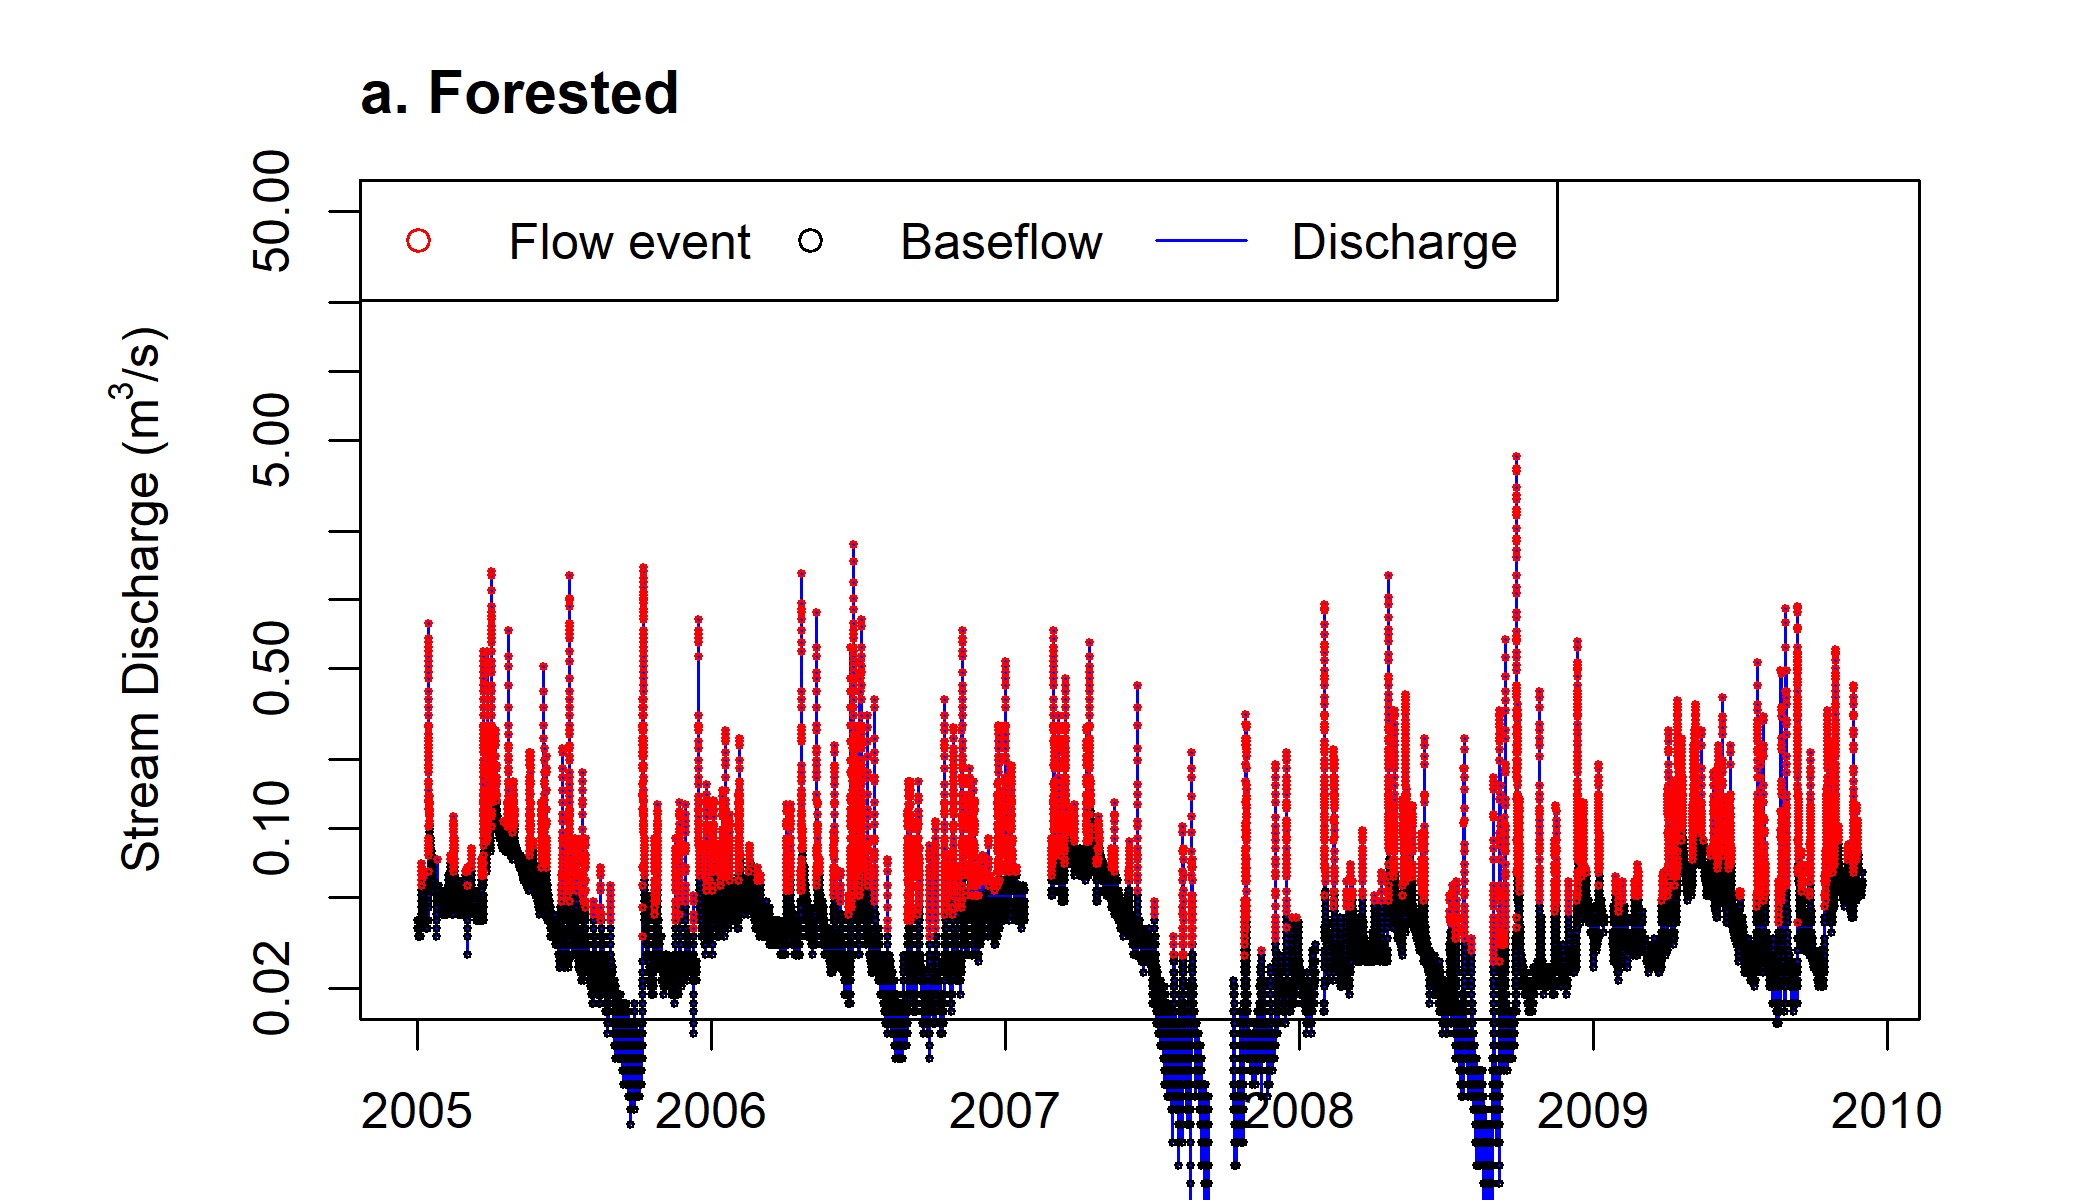 a. Forested
Flow event Baseflow Discharge
Stream Discharge (m³/s)
50.00
5.00
0.50
0.10
0.02
2005 2006 2007 2008 2009 2010